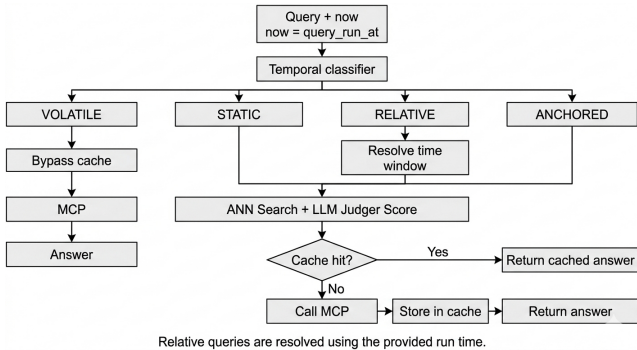 Query + now
now = query_run_at
Temporal classifier
VOLATILE
STATIC
RELATIVE
ANCHORED
Bypass cache
Resolve time
window
MCP
ANN Search + LLM Judger Score
Answer
Cache hit?
Yes
Return cached answer
No
Call MCP
Store in cache
Return answer
Relative queries are resolved using the provided run time.